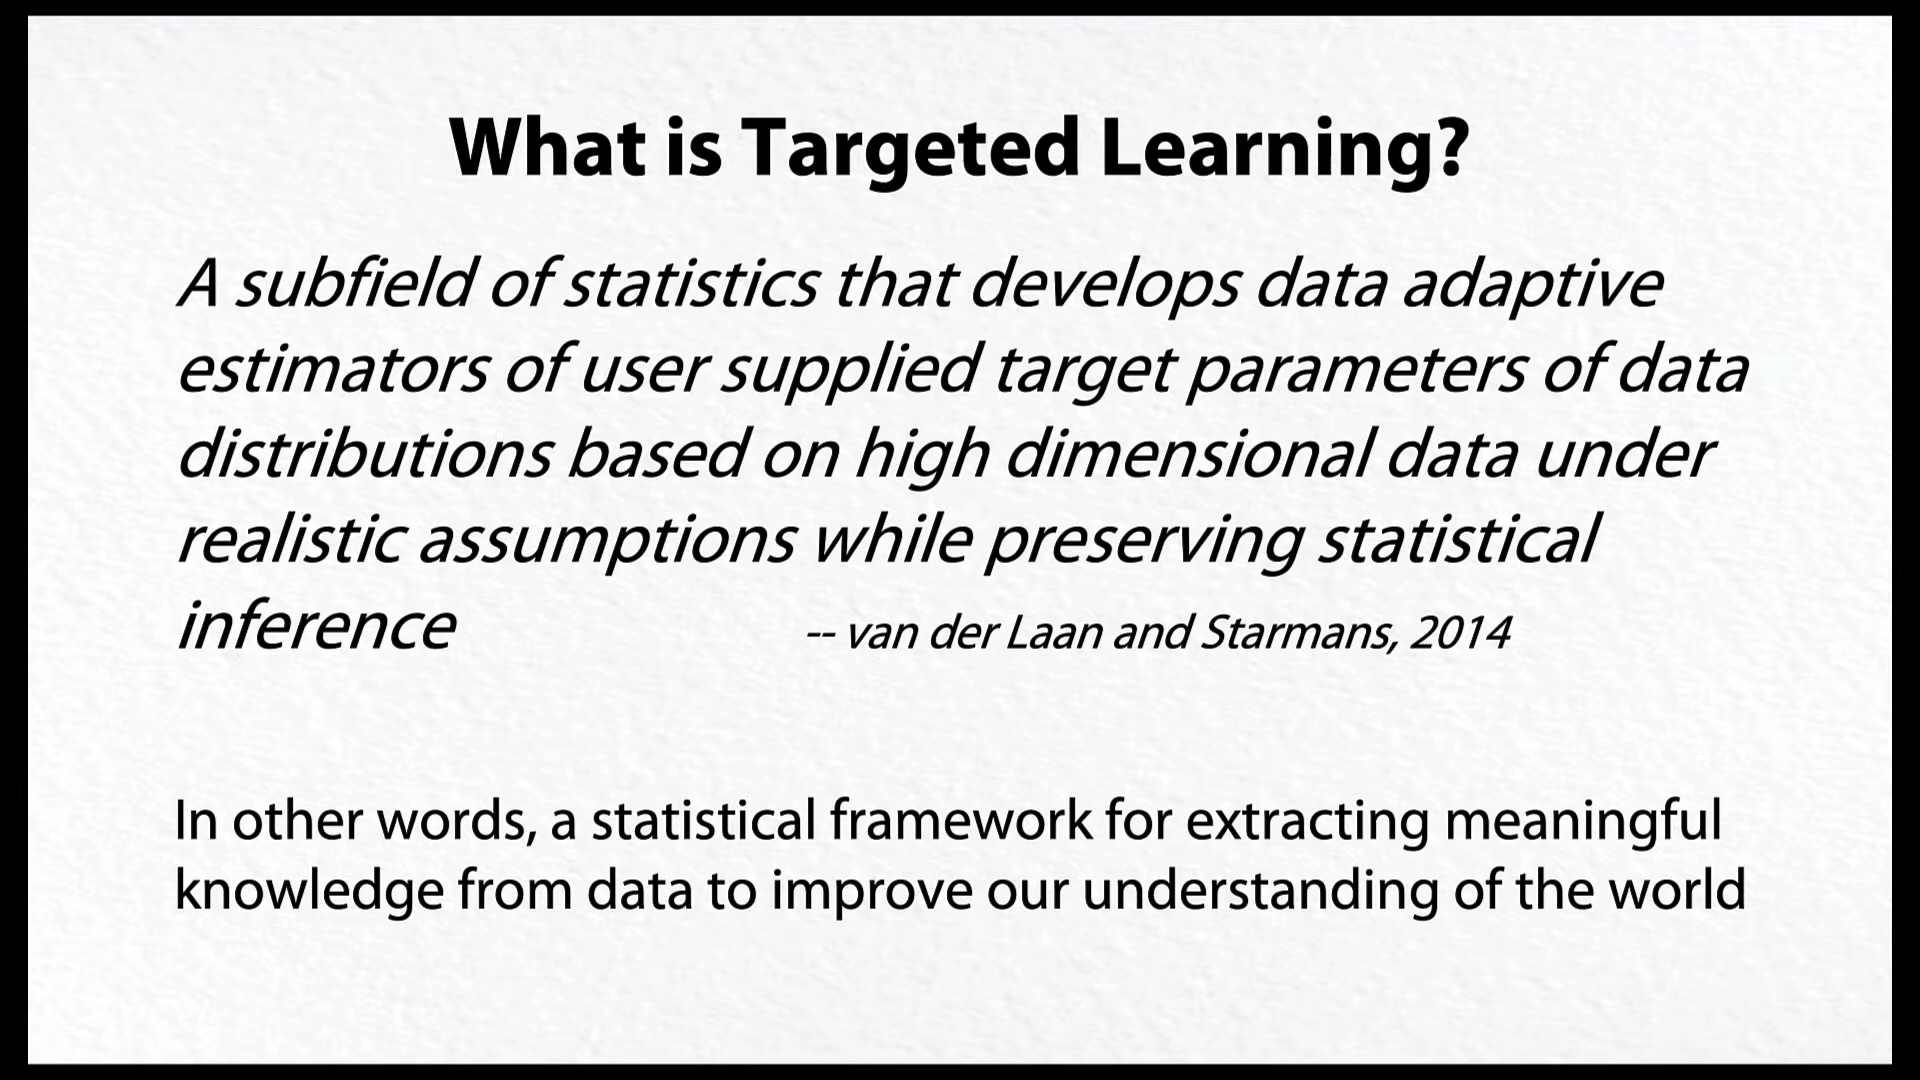 What is Targeted Learning?
A subfield of statistics that develops data adaptive
estimators of user supplied target parameters of data
distributions based on high dimensional data under
realistic assumptions while preserving statistical
inference -- van der Laan and Starmans, 2014
In other words, a statistical framework for extracting meaningful
knowledge from data to improve our understanding of the world